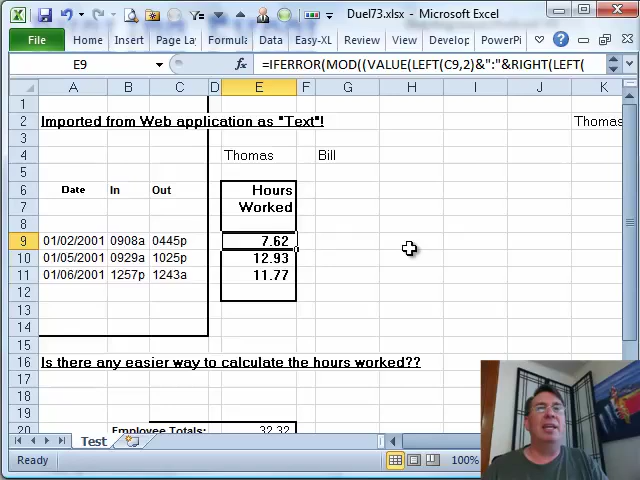 Duel73.xlsx - Microsoft Excel
File Home Insert Page La Formula Data Easy-XL Review View Developer
E9 fx =IFERROR(MOD((VALUE(LEFT(C9,2)&":"&RIGHT(LEFT(
A B C D E F G H I J K
1
2 Imported from Web application as "Text"! Thomas
3
4 Thomas Bill
5
6 Date In Out Hours
7 Worked
8
9 01/02/2001 0908a 0445p 7.62
10 01/05/2001 0929a 1025p 12.93
11 01/06/2001 1257p 1243a 11.77
12
13
14
15
16 Is there any easier way to calculate the hours worked??
17
18
19
20 Employee Totals: 32.32
Test
Ready 100%